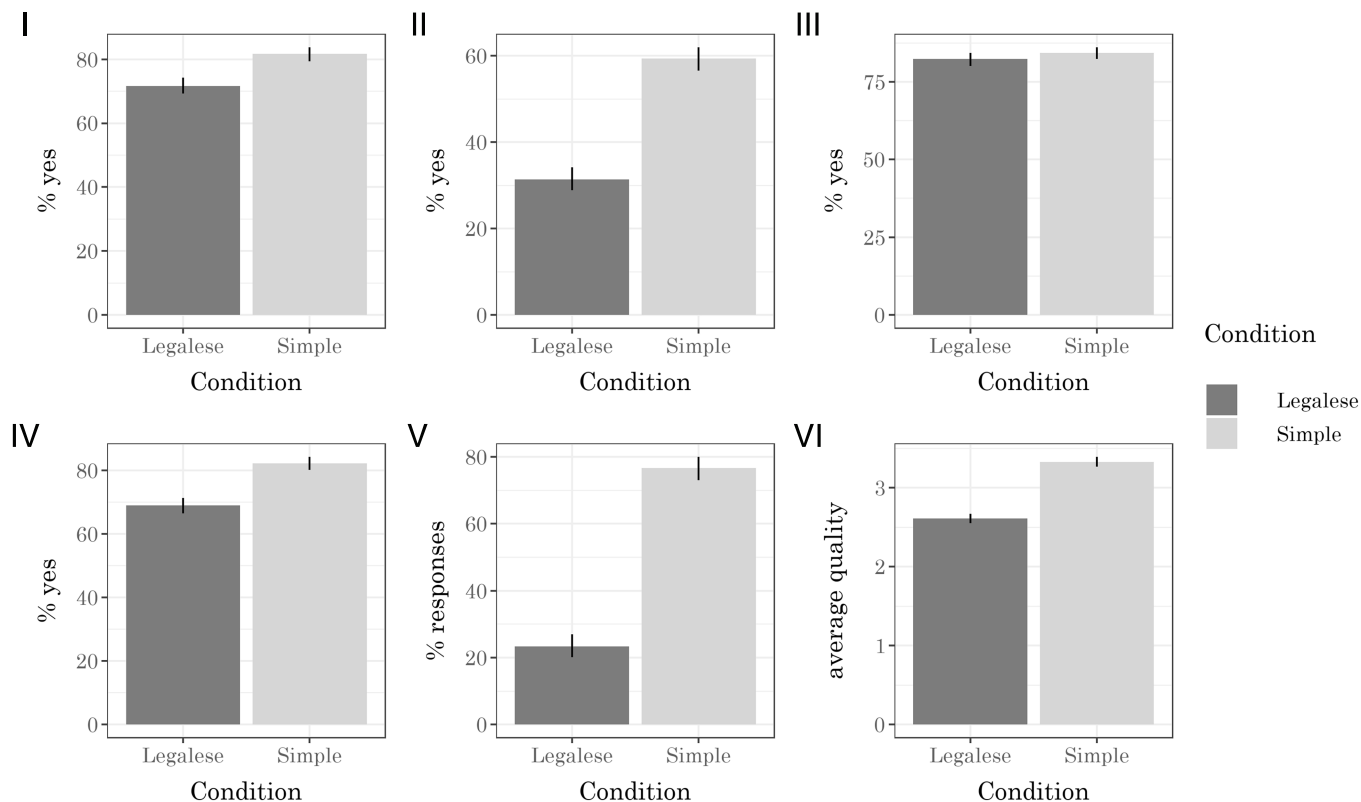 I
% yes
80
60
40
20
0
Legalese Simple
Condition
II
% yes
60
40
20
0
Legalese Simple
Condition
III
% yes
75
50
25
0
Legalese Simple
Condition
Condition
Legalese
Simple
IV
% yes
80
60
40
20
0
Legalese Simple
Condition
V
% responses
80
60
40
20
0
Legalese Simple
Condition
VI
average quality
3
2
1
0
Legalese Simple
Condition